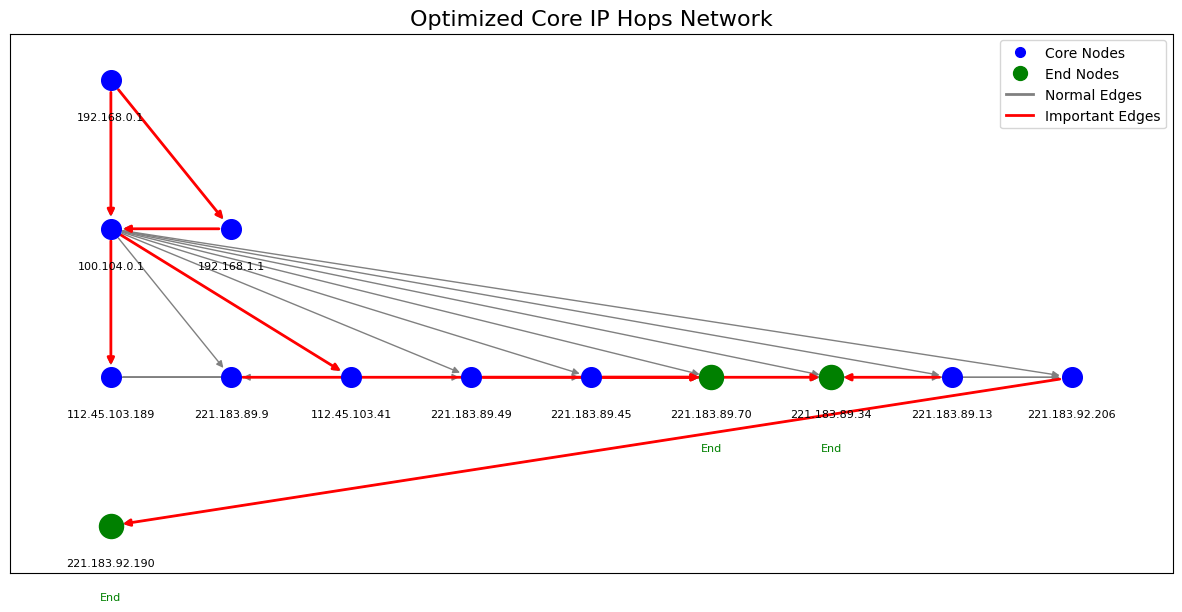 Optimized Core IP Hops Network
Core Nodes
End Nodes
Normal Edges
Important Edges
192.168.0.1
100.104.0.1
192.168.1.1
112.45.103.189
221.183.89.9
112.45.103.41
221.183.89.49
221.183.89.45
221.183.89.70
221.183.89.34
221.183.89.13
221.183.92.206
End
End
221.183.92.190
End